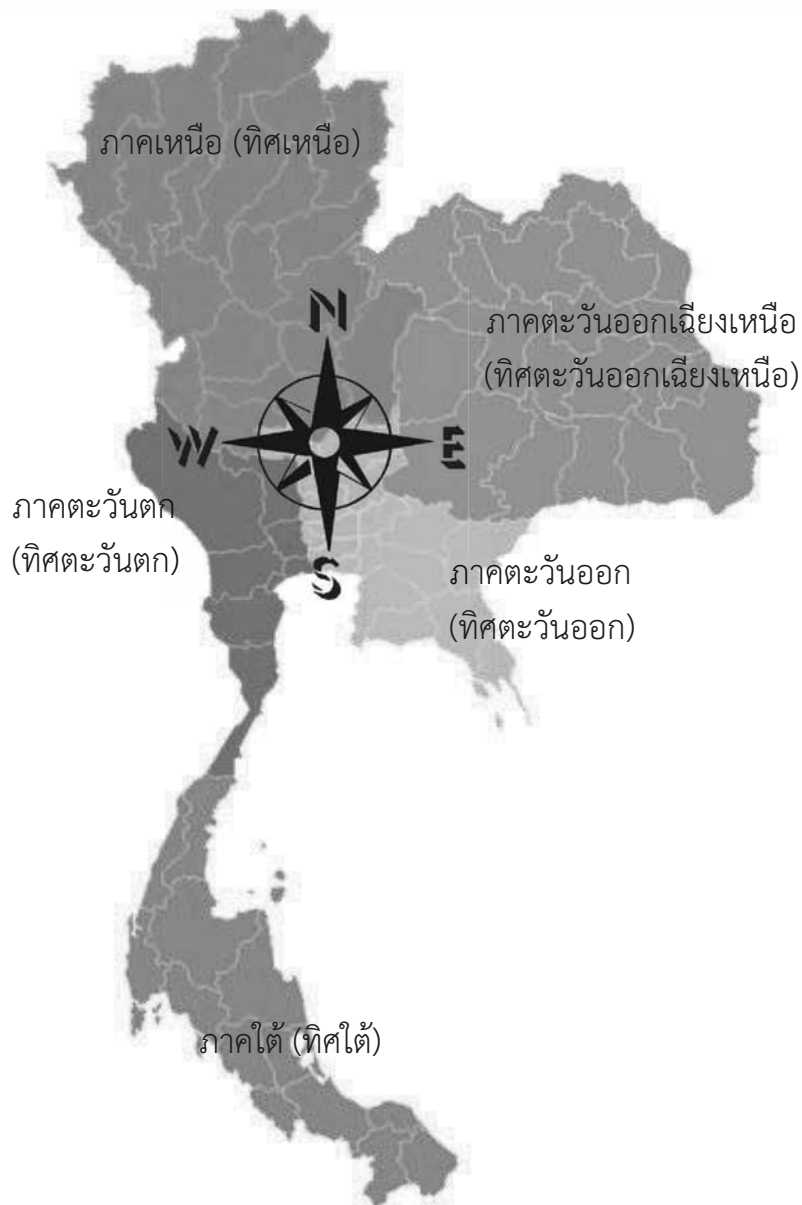 ภาคเหนือ (ทิศเหนือ)
N
ภาคตะวันออกเฉียงเหนือ
(ทิศตะวันออกเฉียงเหนือ)
W
E
ภาคตะวันตก
(ทิศตะวันตก)
S
ภาคตะวันออก
(ทิศตะวันออก)
ภาคใต้ (ทิศใต้)